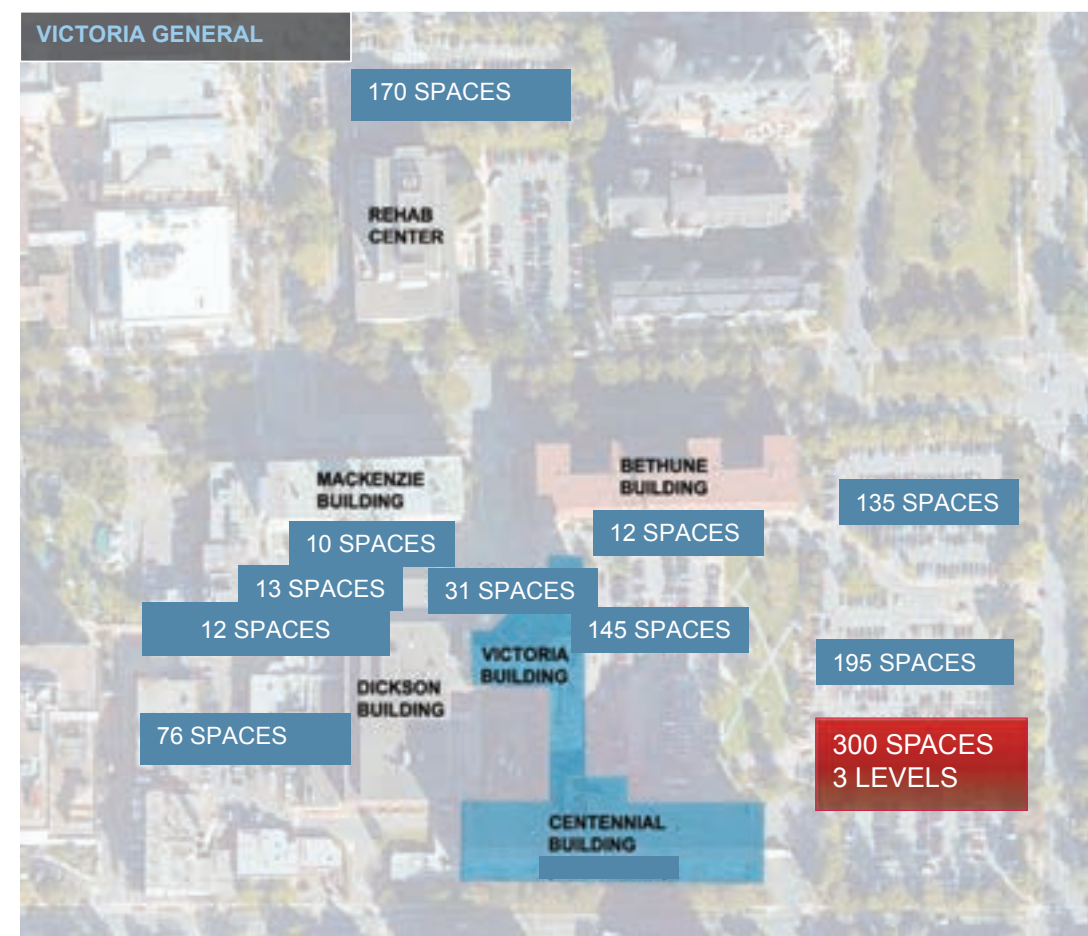 VICTORIA GENERAL
170 SPACES
REHAB
CENTER
MACKENZIE
BUILDING
BETHUNE
BUILDING
135 SPACES
10 SPACES
12 SPACES
13 SPACES
31 SPACES
12 SPACES
145 SPACES
VICTORIA
BUILDING
195 SPACES
DICKSON
BUILDING
76 SPACES
300 SPACES
3 LEVELS
CENTENNIAL
BUILDING